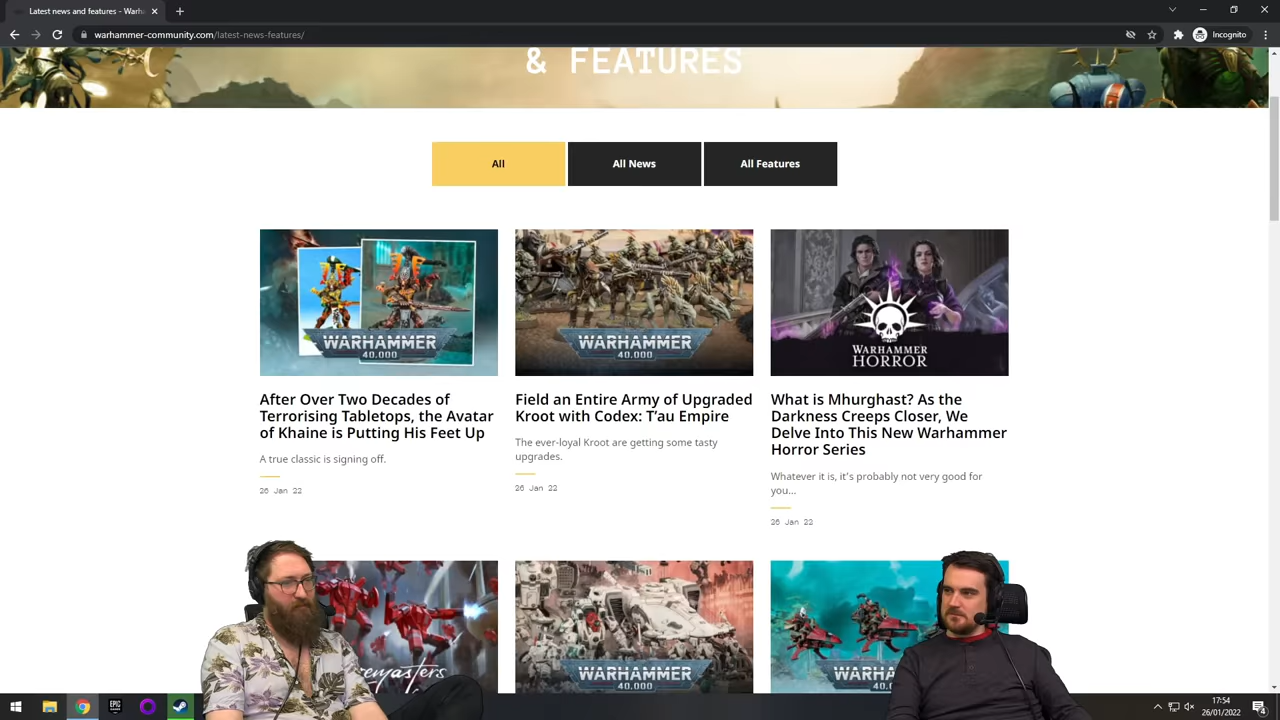 Latest news and features - Warh
warhammer-community.com/latest-news-features/
Incognito
& FEATURES
All
All News
All Features
WARHAMMER
40,000
WARHAMMER
40,000
WARHAMMER
HORROR
After Over Two Decades of
Terrorising Tabletops, the Avatar
of Khaine is Putting His Feet Up
A true classic is signing off.
26 Jan 22
Field an Entire Army of Upgraded
Kroot with Codex: T'au Empire
The ever-loyal Kroot are getting some tasty
upgrades.
26 Jan 22
What is Mhurghast? As the
Darkness Creeps Closer, We
Delve Into This New Warhammer
Horror Series
Whatever it is, it's probably not very good for
you...
26 Jan 22
WARHAMMER
40,000
EPIC
GAMES
17:54
26/01/2022
4